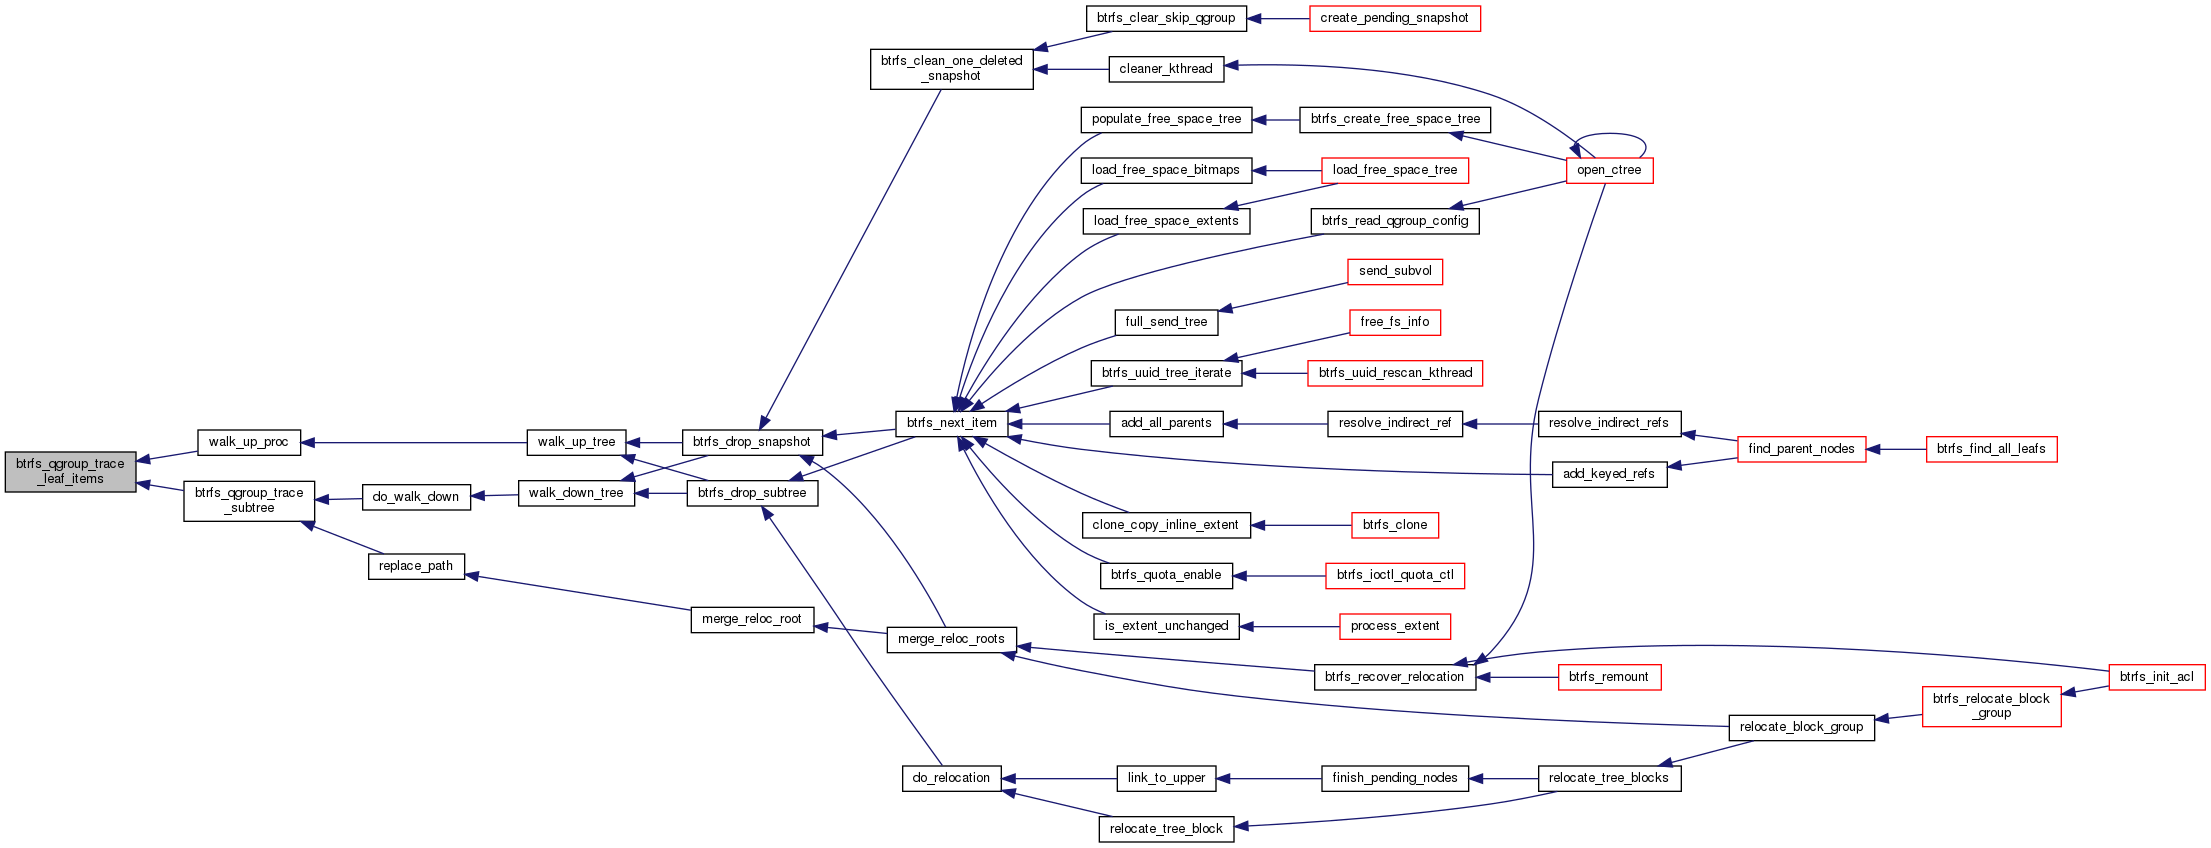 btrfs_clear_skip_qgroup
create_pending_snapshot
btrfs_clean_one_deleted
_snapshot
cleaner_kthread
populate_free_space_tree
btrfs_create_free_space_tree
load_free_space_bitmaps
load_free_space_tree
open_ctree
load_free_space_extents
btrfs_read_qgroup_config
send_subvol
full_send_tree
free_fs_info
btrfs_uuid_tree_iterate
btrfs_uuid_rescan_kthread
btrfs_next_item
add_all_parents
resolve_indirect_ref
resolve_indirect_refs
walk_up_proc
walk_up_tree
btrfs_drop_snapshot
find_parent_nodes
btrfs_find_all_leafs
btrfs_qgroup_trace
_leaf_items
add_keyed_refs
btrfs_qgroup_trace
_subtree
do_walk_down
walk_down_tree
btrfs_drop_subtree
clone_copy_inline_extent
btrfs_clone
replace_path
btrfs_quota_enable
btrfs_ioctl_quota_ctl
merge_reloc_root
is_extent_unchanged
process_extent
merge_reloc_roots
btrfs_recover_relocation
btrfs_remount
btrfs_init_acl
btrfs_relocate_block
_group
relocate_block_group
do_relocation
link_to_upper
finish_pending_nodes
relocate_tree_blocks
relocate_tree_block